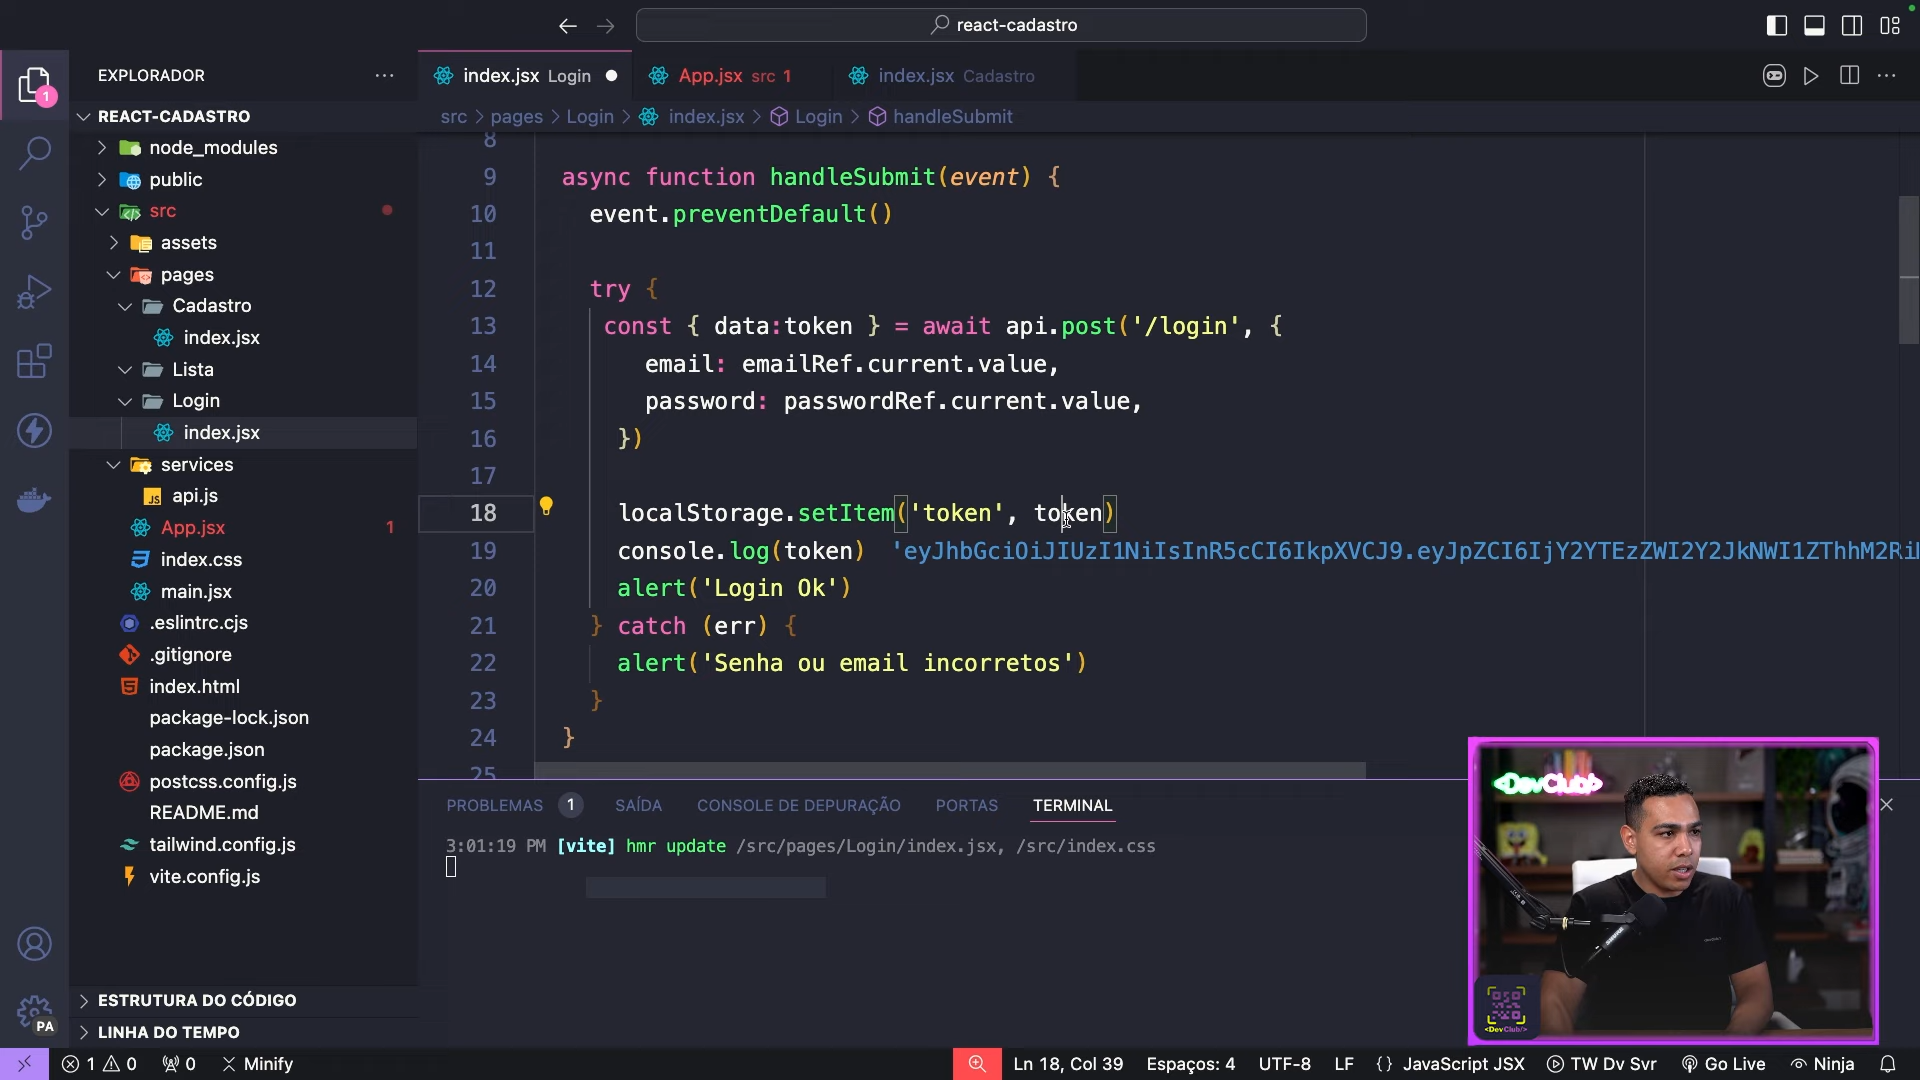 react-cadastro
EXPLORADOR
REACT-CADASTRO
node_modules
public
src
assets
pages
Cadastro
index.jsx
Lista
Login
index.jsx
services
JS api.js
App.jsx 1
index.css
main.jsx
.eslintrc.cjs
.gitignore
index.html
package-lock.json
package.json
postcss.config.js
README.md
tailwind.config.js
vite.config.js
ESTRUTURA DO CÓDIGO
LINHA DO TEMPO
1
PA
index.jsx Login
App.jsx src 1
index.jsx Cadastro
src > pages > Login > index.jsx > Login > handleSubmit
8
9 async function handleSubmit(event) {
10 event.preventDefault()
11
12 try {
13 const { data:token } = await api.post('/login', {
14 email: emailRef.current.value,
15 password: passwordRef.current.value,
16 })
17
18 localStorage.setItem('token', token)
19 console.log(token) 'eyJhbGciOiJIUzI1NiIsInR5cCI6IkpXVCJ9.eyJpZCI6IjY2YTEzZWI2Y2JkNWI1ZThhM2RiL
20 alert('Login Ok')
21 } catch (err) {
22 alert('Senha ou email incorretos')
23 }
24 }
25
PROBLEMAS 1
SAÍDA
CONSOLE DE DEPURAÇÃO
PORTAS
TERMINAL
3:01:19 PM [vite] hmr update /src/pages/Login/index.jsx, /src/index.css
<DevClub/>
<DevClub/>
1 0
0
Minify
Ln 18, Col 39
Espaços: 4
UTF-8
LF
{} JavaScript JSX
TW Dv Svr
Go Live
Ninja